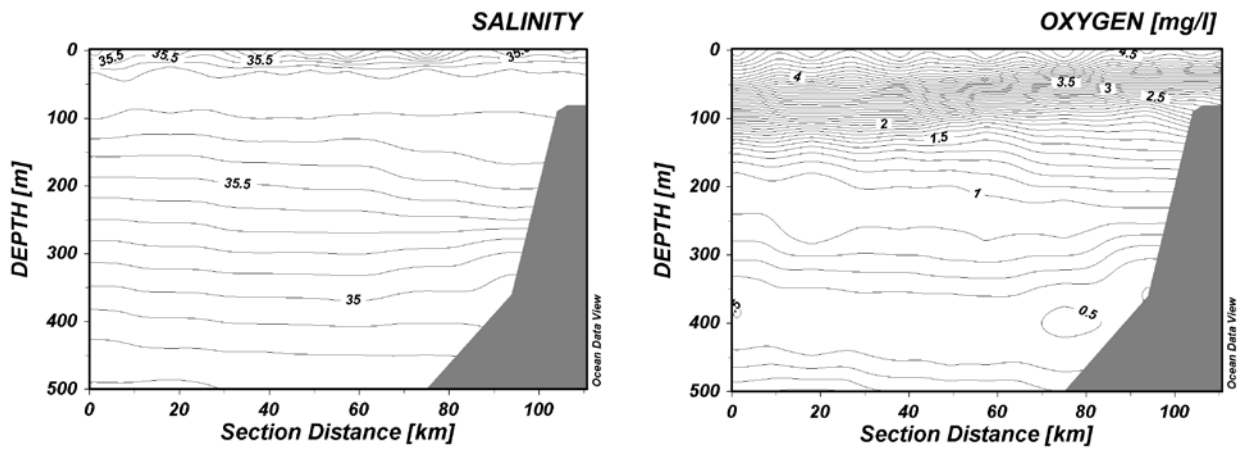 SALINITY
0 35.5 35.5 35.5 35.5
100
200 35.5
300
35
400
500
0 20 40 60 80 100
DEPTH [m]
Section Distance [km]
Ocean Data View
OXYGEN [mg/l]
0 4.5
4 3.5 3
2.5
100 2
1.5
200 1
300
0.5
400
500
0 20 40 60 80 100
DEPTH [m]
Section Distance [km]
Ocean Data View